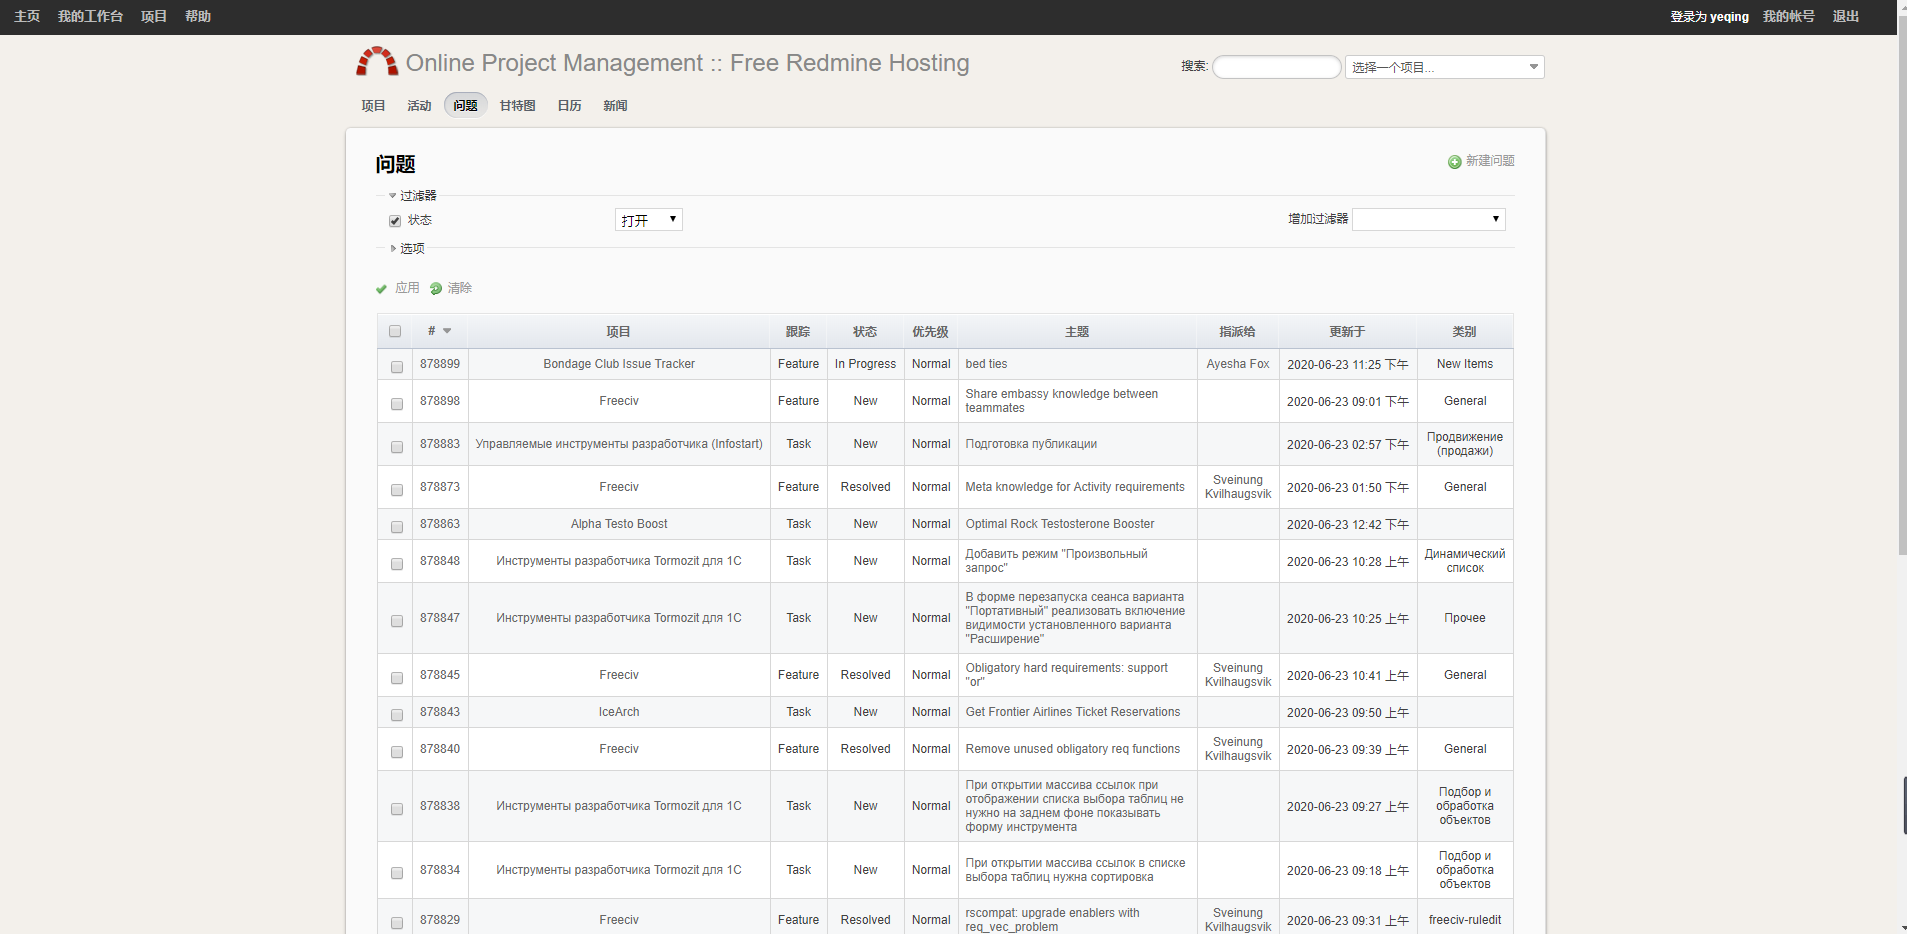 主页 我的工作台 项目 帮助 登录为 yeqing 我的帐号 退出
Online Project Management :: Free Redmine Hosting 搜索: 选择一个项目...
项目 活动 问题 甘特图 日历 新闻
问题 新建问题
过滤器
状态 打开 增加过滤器
选项
应用 清除
# 项目 跟踪 状态 优先级 主题 指派给 更新于 类别
878899 Bondage Club Issue Tracker Feature In Progress Normal bed ties Ayesha Fox 2020-06-23 11:25 下午 New Items
878898 Freeciv Feature New Normal Share embassy knowledge between
teammates 2020-06-23 09:01 下午 General
878883 Управляемые инструменты разработчика (Infostart) Task New Normal Подготовка публикации 2020-06-23 02:57 下午 Продвижение
(продажи)
878873 Freeciv Feature Resolved Normal Meta knowledge for Activity requirements Sveinung
Kvilhaugsvik 2020-06-23 01:50 下午 General
878863 Alpha Testo Boost Task New Normal Optimal Rock Testosterone Booster 2020-06-23 12:42 下午
878848 Инструменты разработчика Tormozit для 1С Task New Normal Добавить режим "Произвольный
запрос" 2020-06-23 10:28 上午 Динамический
список
878847 Инструменты разработчика Tormozit для 1С Task New Normal В форме перезапуска сеанса варианта
"Портативный" реализовать включение
видимости установленного варианта
"Расширение" 2020-06-23 10:25 上午 Прочее
878845 Freeciv Feature Resolved Normal Obligatory hard requirements: support
"or" Sveinung
Kvilhaugsvik 2020-06-23 10:41 上午 General
878843 IceArch Task New Normal Get Frontier Airlines Ticket Reservations 2020-06-23 09:50 上午
878840 Freeciv Feature Resolved Normal Remove unused obligatory req functions Sveinung
Kvilhaugsvik 2020-06-23 09:39 上午 General
878838 Инструменты разработчика Tormozit для 1С Task New Normal При открытии массива ссылок при
отображении списка выбора таблиц не
нужно на заднем фоне показывать
форму инструмента 2020-06-23 09:27 上午 Подбор и
обработка
объектов
878834 Инструменты разработчика Tormozit для 1С Task New Normal При открытии массива ссылок в списке
выбора таблиц нужна сортировка 2020-06-23 09:18 上午 Подбор и
обработка
объектов
878829 Freeciv Feature Resolved Normal rscompat: upgrade enablers with
req_vec_problem Sveinung
Kvilhaugsvik 2020-06-23 09:31 上午 freeciv-ruledit